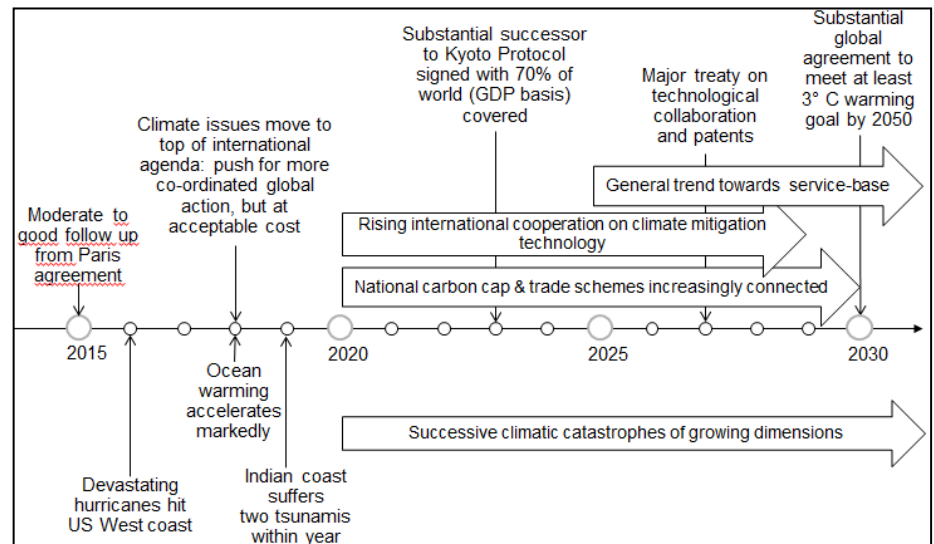 Substantial successor
to Kyoto Protocol
signed with 70% of
world (GDP basis)
covered
Substantial
global
agreement to
meet at least
3° C warming
goal by 2050
Major treaty on
technological
collaboration
and patents
Climate issues move to
top of international
agenda: push for more
co-ordinated global
action, but at
acceptable cost
Moderate to
good follow up
from Paris
agreement
General trend towards service-base
Rising international cooperation on climate mitigation
technology
National carbon cap & trade schemes increasingly connected
2015
2020
2025
2030
Ocean
warming
accelerates
markedly
Successive climatic catastrophes of growing dimensions
Devastating
hurricanes hit
US West coast
Indian coast
suffers
two tsunamis
within year